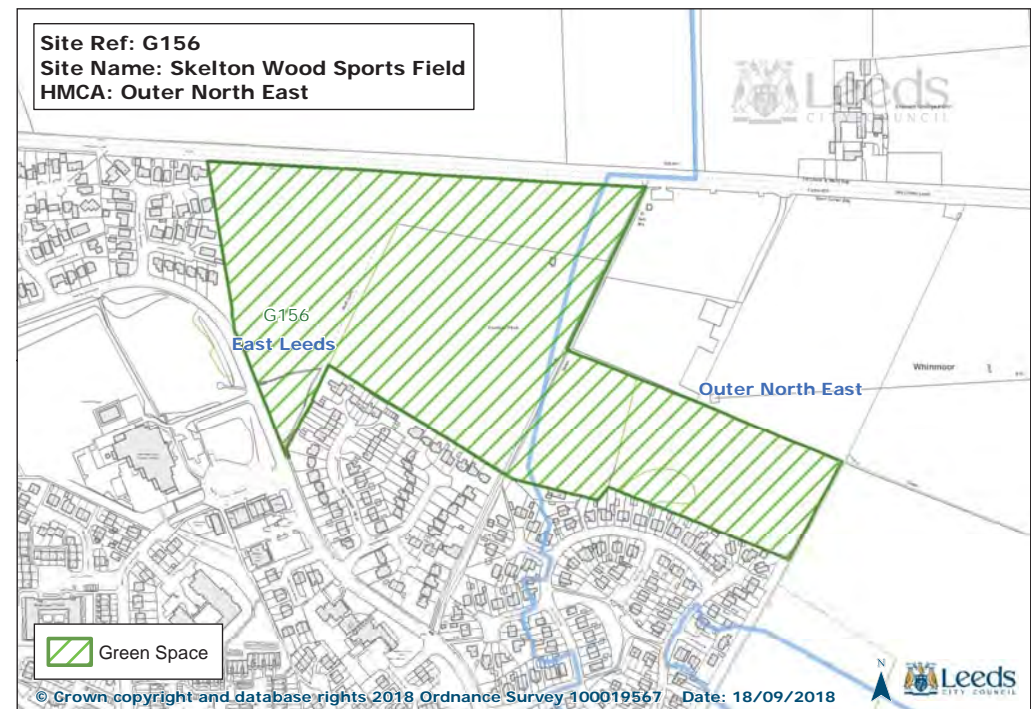 Site Ref: G156
Site Name: Skelton Wood Sports Field
HMCA: Outer North East
Leeds
CITY COUNCIL
G156
East Leeds
Whinmoor
Outer North East
Green Space
N
Leeds
CITY COUNCIL
© Crown copyright and database rights 2018 Ordnance Survey 100019567 Date: 18/09/2018